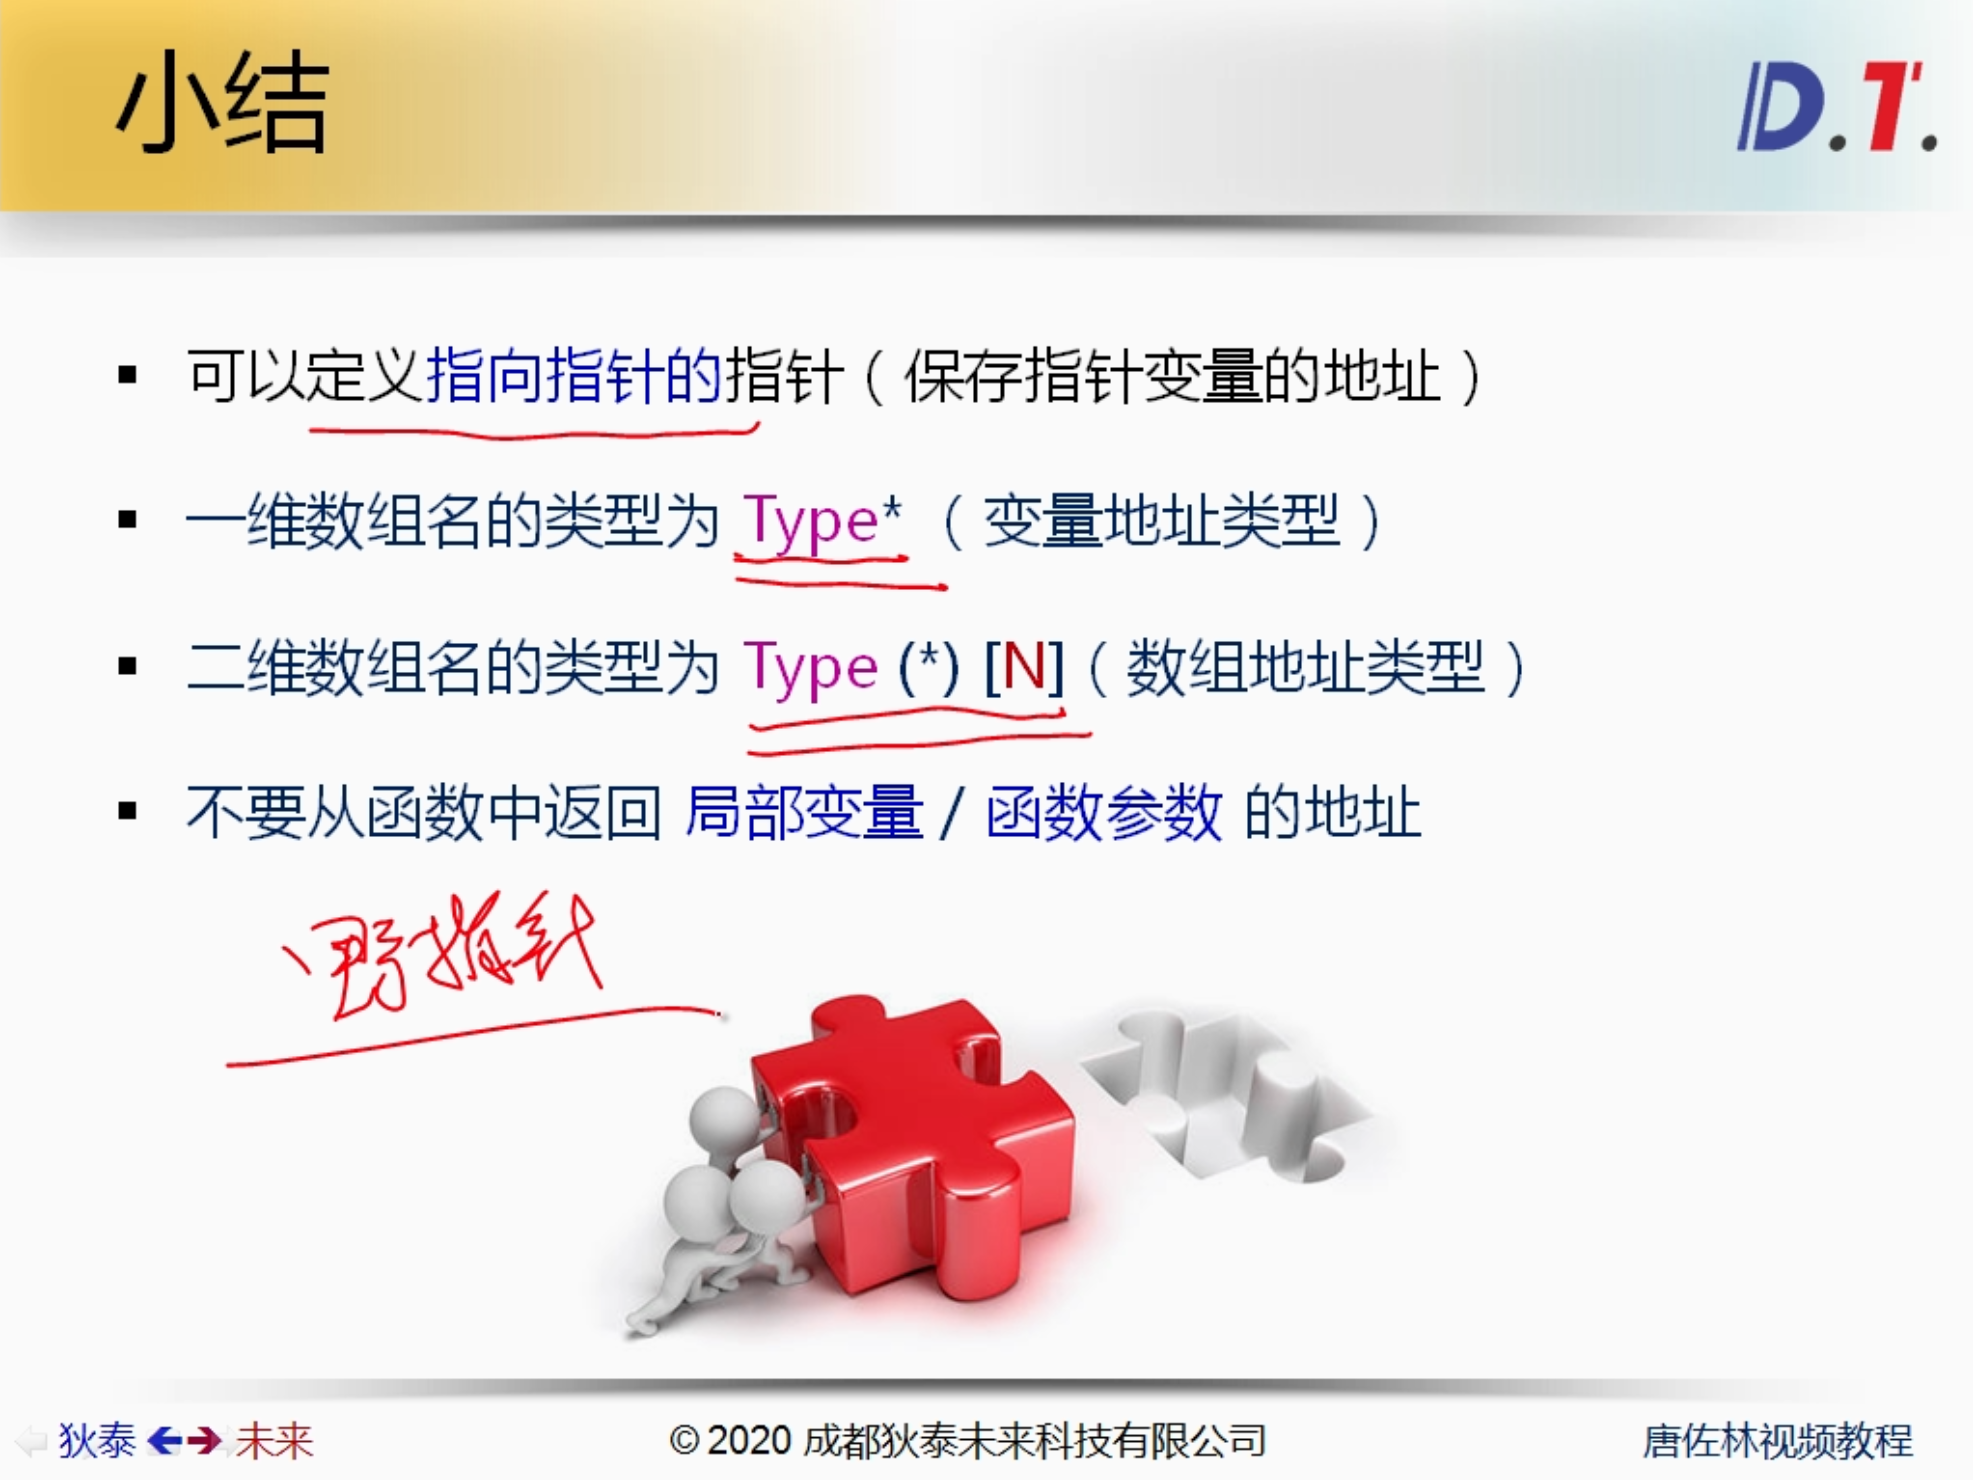 小结
D.T.
▪ 可以定义指向指针的指针（保存指针变量的地址）
▪ 一维数组名的类型为 Type*（变量地址类型）
▪ 二维数组名的类型为 Type (*) [N]（数组地址类型）
▪ 不要从函数中返回 局部变量 / 函数参数 的地址
野指针
狄泰 未来
© 2020 成都狄泰未来科技有限公司
唐佐林视频教程